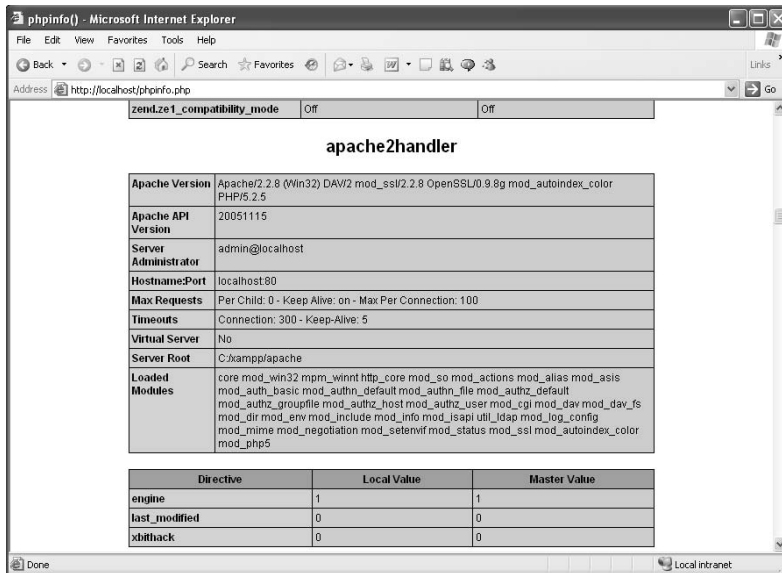 phpinfo() - Microsoft Internet Explorer
File Edit View Favorites Tools Help
Back Search Favorites Links
Address http://localhost/phpinfo.php Go
zend.ze1_compatibility_mode Off Off
apache2handler
Apache Version Apache/2.2.8 (Win32) DAV/2 mod_ssl/2.2.8 OpenSSL/0.9.8g mod_autoindex_color
PHP/5.2.5
Apache API 20051115
Version
Server admin@localhost
Administrator
Hostname:Port localhost:80
Max Requests Per Child: 0 - Keep Alive: on - Max Per Connection: 100
Timeouts Connection: 300 - Keep-Alive: 5
Virtual Server No
Server Root C:/xampp/apache
Loaded core mod_win32 mpm_winnt http_core mod_so mod_actions mod_alias mod_asis
Modules mod_auth_basic mod_authn_default mod_authn_file mod_authz_default
mod_authz_groupfile mod_authz_host mod_authz_user mod_cgi mod_dav mod_dav_fs
mod_dir mod_env mod_include mod_info mod_isapi util_ldap mod_log_config
mod_mime mod_negotiation mod_setenvif mod_status mod_ssl mod_autoindex_color
mod_php5
Directive Local Value Master Value
engine 1 1
last_modified 0 0
xbithack 0 0
Done Local intranet